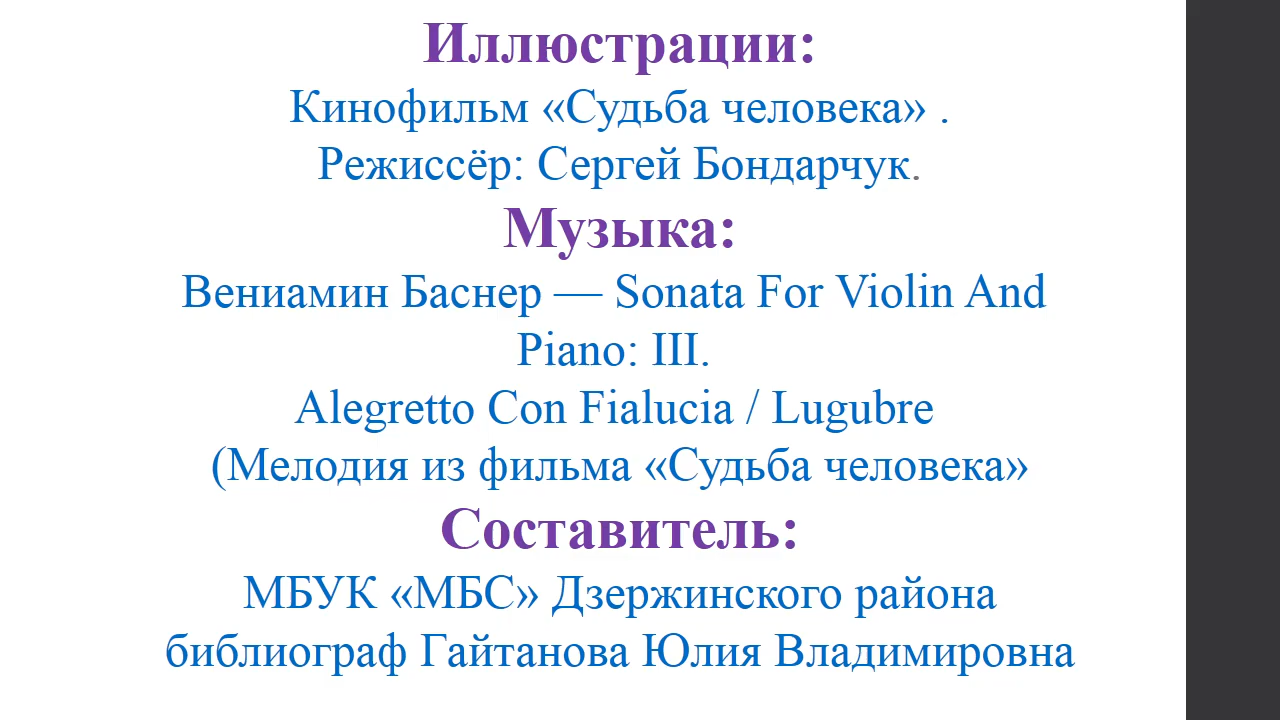 Иллюстрации:
Кинофильм «Судьба человека» .
Режиссёр: Сергей Бондарчук.
Музыка:
Вениамин Баснер — Sonata For Violin And
Piano: III.
Alegretto Con Fialucia / Lugubre
(Мелодия из фильма «Судьба человека»
Составитель:
МБУК «МБС» Дзержинского района
библиограф Гайтанова Юлия Владимировна